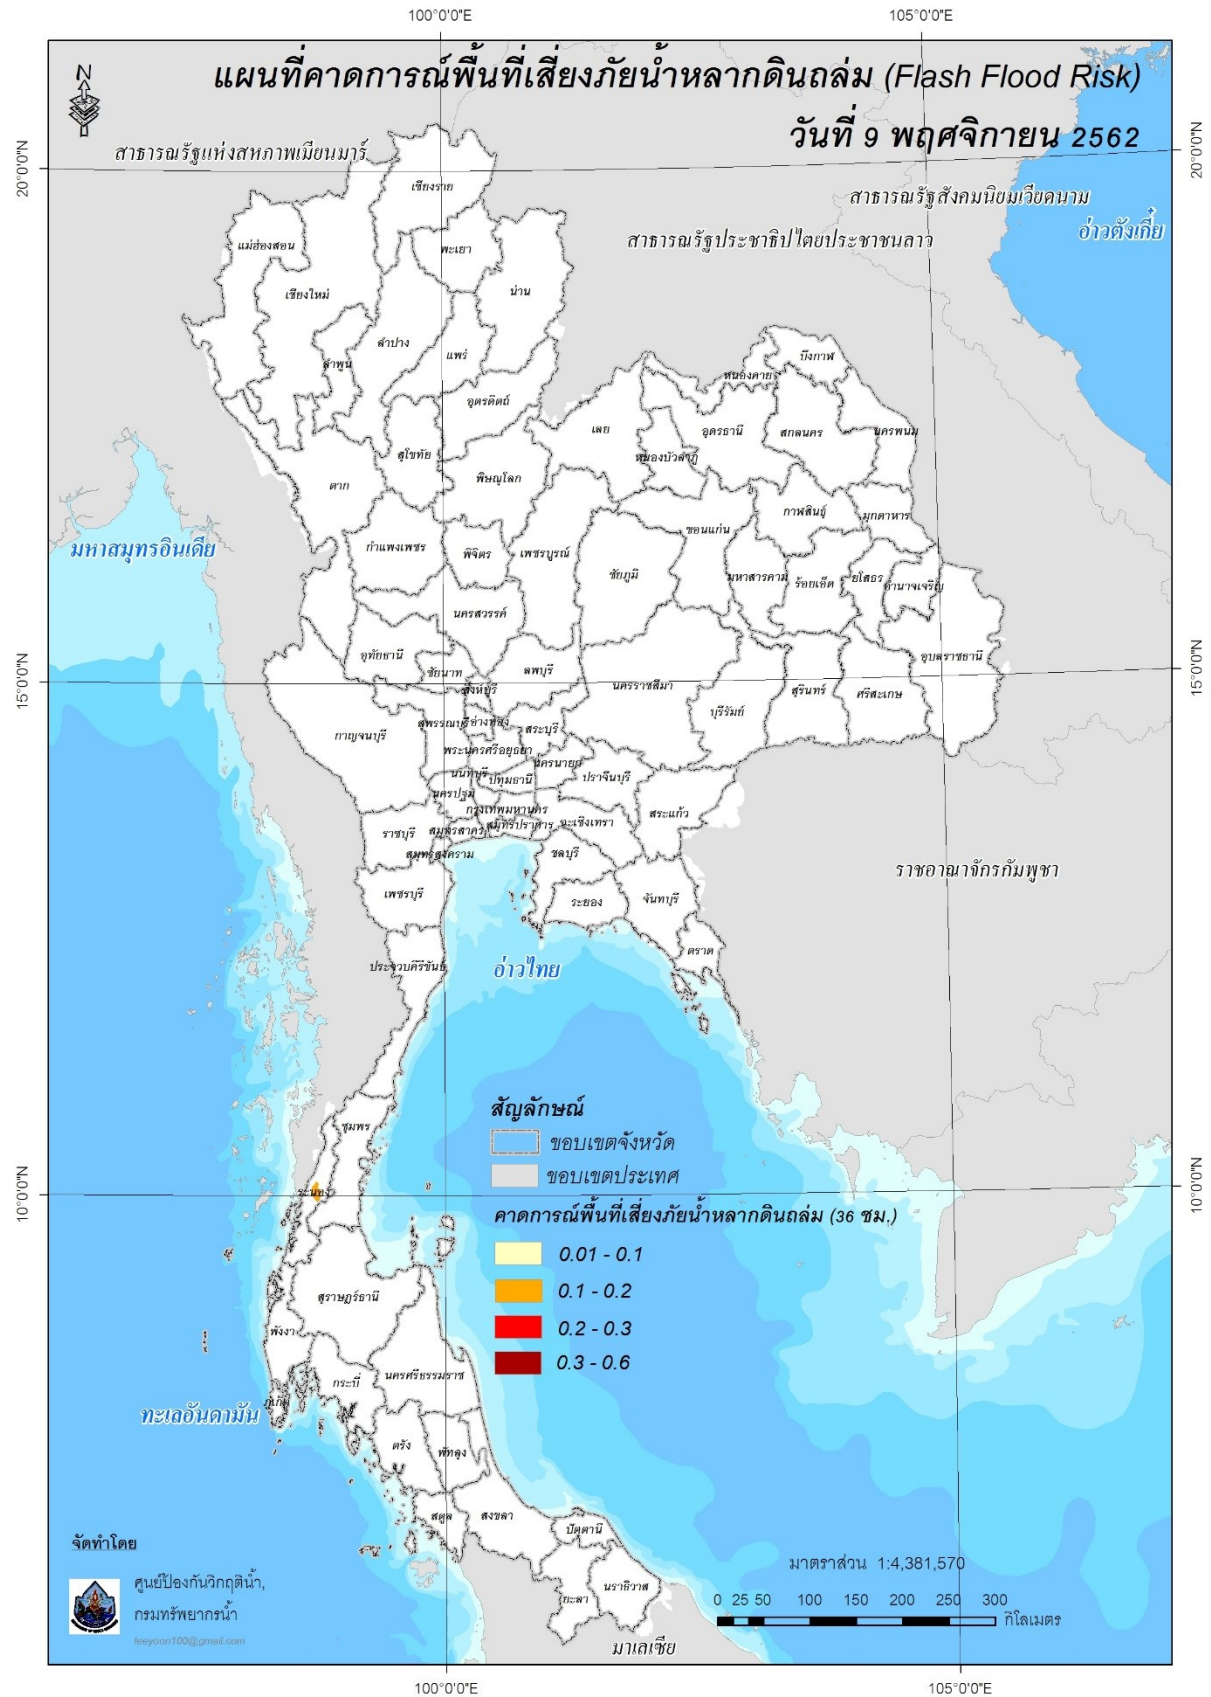 100°0'0"E
105°0'0"E
แผนที่คาดการณ์พื้นที่เสี่ยงภัยน้ำหลากดินถล่ม (Flash Flood Risk)
วันที่ 9 พฤศจิกายน 2562
N
20°0'0"N
20°0'0"N
สาธารณรัฐแห่งสหภาพเมียนมาร์
สาธารณรัฐสังคมนิยมเวียดนาม
สาธารณรัฐประชาธิปไตยประชาชนลาว
อ่าวตังเกี๋ย
เชียงราย
แม่ฮ่องสอน
พะเยา
เชียงใหม่
น่าน
ลำปาง
แพร่
ลำพูน
บึงกาฬ
หนองคาย
อุตรดิตถ์
เลย
อุดรธานี
สกลนคร
นครพนม
สุโขทัย
หนองบัวลำภู
ตาก
พิษณุโลก
กาฬสินธุ์
มุกดาหาร
ขอนแก่น
มหาสมุทรอินเดีย
กำแพงเพชร
พิจิตร
เพชรบูรณ์
ชัยภูมิ
มหาสารคาม
ร้อยเอ็ด
ยโสธร
อำนาจเจริญ
นครสวรรค์
อุทัยธานี
ชัยนาท
ลพบุรี
อุบลราชธานี
15°0'0"N
15°0'0"N
สิงห์บุรี
นครราชสีมา
สุรินทร์
ศรีสะเกษ
บุรีรัมย์
กาญจนบุรี
สุพรรณบุรี
อ่างทอง
สระบุรี
พระนครศรีอยุธยา
นครนายก
นนทบุรี
ปทุมธานี
ปราจีนบุรี
นครปฐม
กรุงเทพมหานคร
สระแก้ว
ราชบุรี
สมุทรสาคร
สมุทรปราการ
ฉะเชิงเทรา
สมุทรสงคราม
ชลบุรี
ราชอาณาจักรกัมพูชา
เพชรบุรี
ระยอง
จันทบุรี
ตราด
ประจวบคีรีขันธ์
อ่าวไทย
สัญลักษณ์
ขอบเขตจังหวัด
ขอบเขตประเทศ
ชุมพร
ระนอง
10°0'0"N
10°0'0"N
คาดการณ์พื้นที่เสี่ยงภัยน้ำหลากดินถล่ม (36 ชม.)
0.01 - 0.1
0.1 - 0.2
0.2 - 0.3
0.3 - 0.6
สุราษฎร์ธานี
พังงา
กระบี่
นครศรีธรรมราช
ภูเก็ต
ทะเลอันดามัน
ตรัง
พัทลุง
สตูล
สงขลา
ปัตตานี
ยะลา
นราธิวาส
มาเลเซีย
จัดทำโดย
ศูนย์ป้องกันวิกฤติน้ำ,
กรมทรัพยากรน้ำ
leeyoon100@gmail.com
มาตราส่วน 1:4,381,570
0 25 50 100 150 200 250 300
กิโลเมตร
100°0'0"E
105°0'0"E